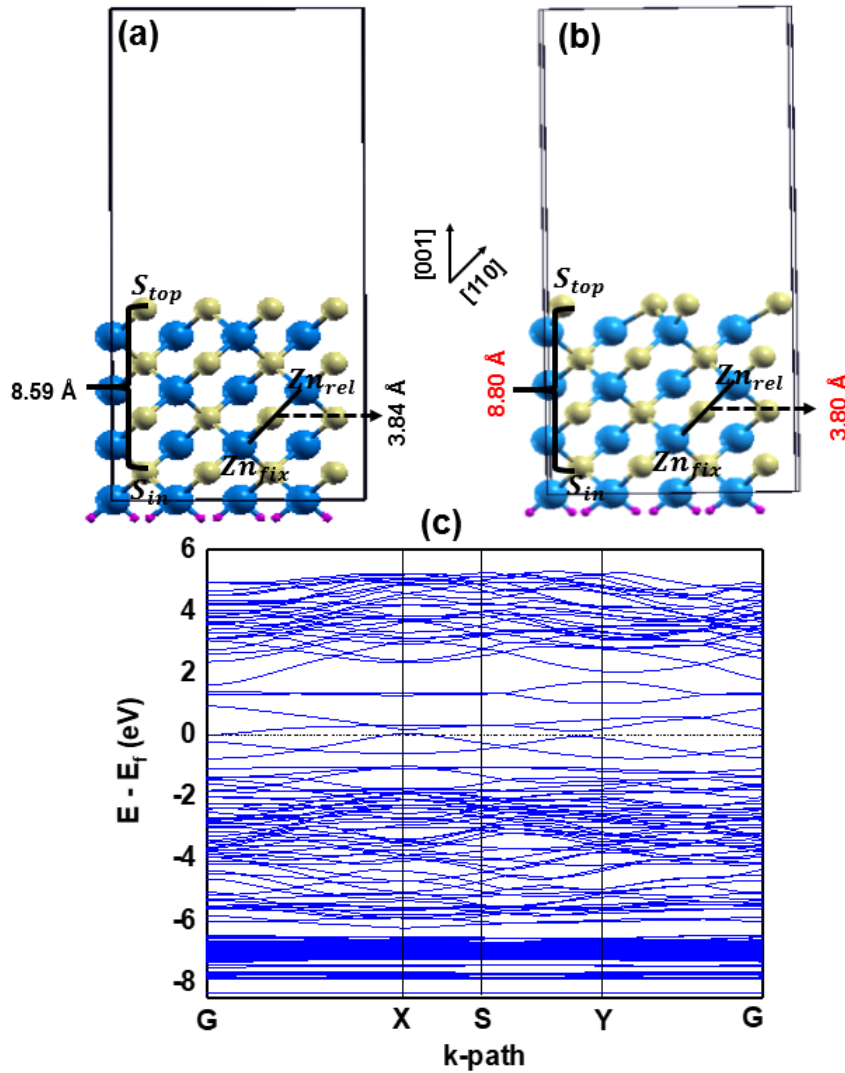 (a)
(b)
[001]
[110]
S_top
S_top
8.59 Å
Zn_rel
3.84 Å
8.80 Å
Zn_rel
3.80 Å
S_in
Zn_fix
S_in
Zn_fix
(c)
E - E_f (eV)
6
4
2
0
-2
-4
-6
-8
G X S Y G
k-path